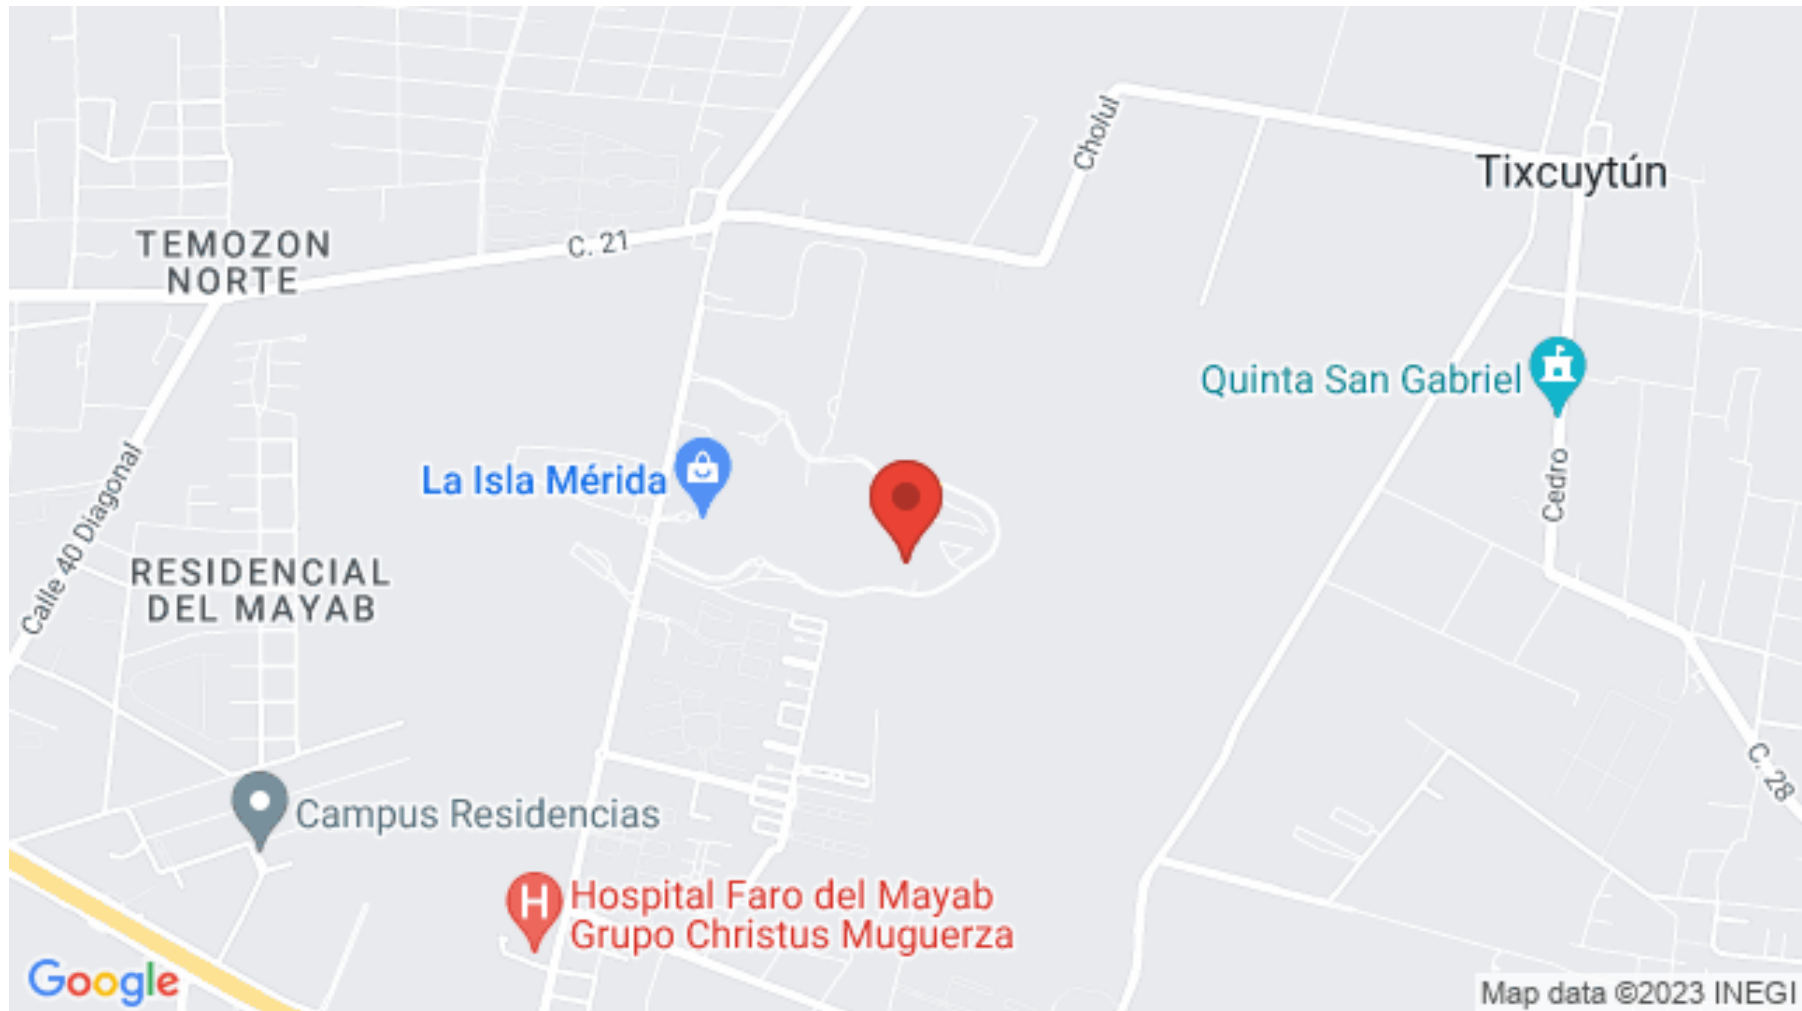 Cholul
Tixcuytún
TEMOZON
NORTE
C. 21
Quinta San Gabriel
La Isla Mérida
Calle 40 Diagonal
Cedro
RESIDENCIAL
DEL MAYAB
C. 28
Campus Residencias
H
Hospital Faro del Mayab
Grupo Christus Muguerza
Google
Map data ©2023 INEGI